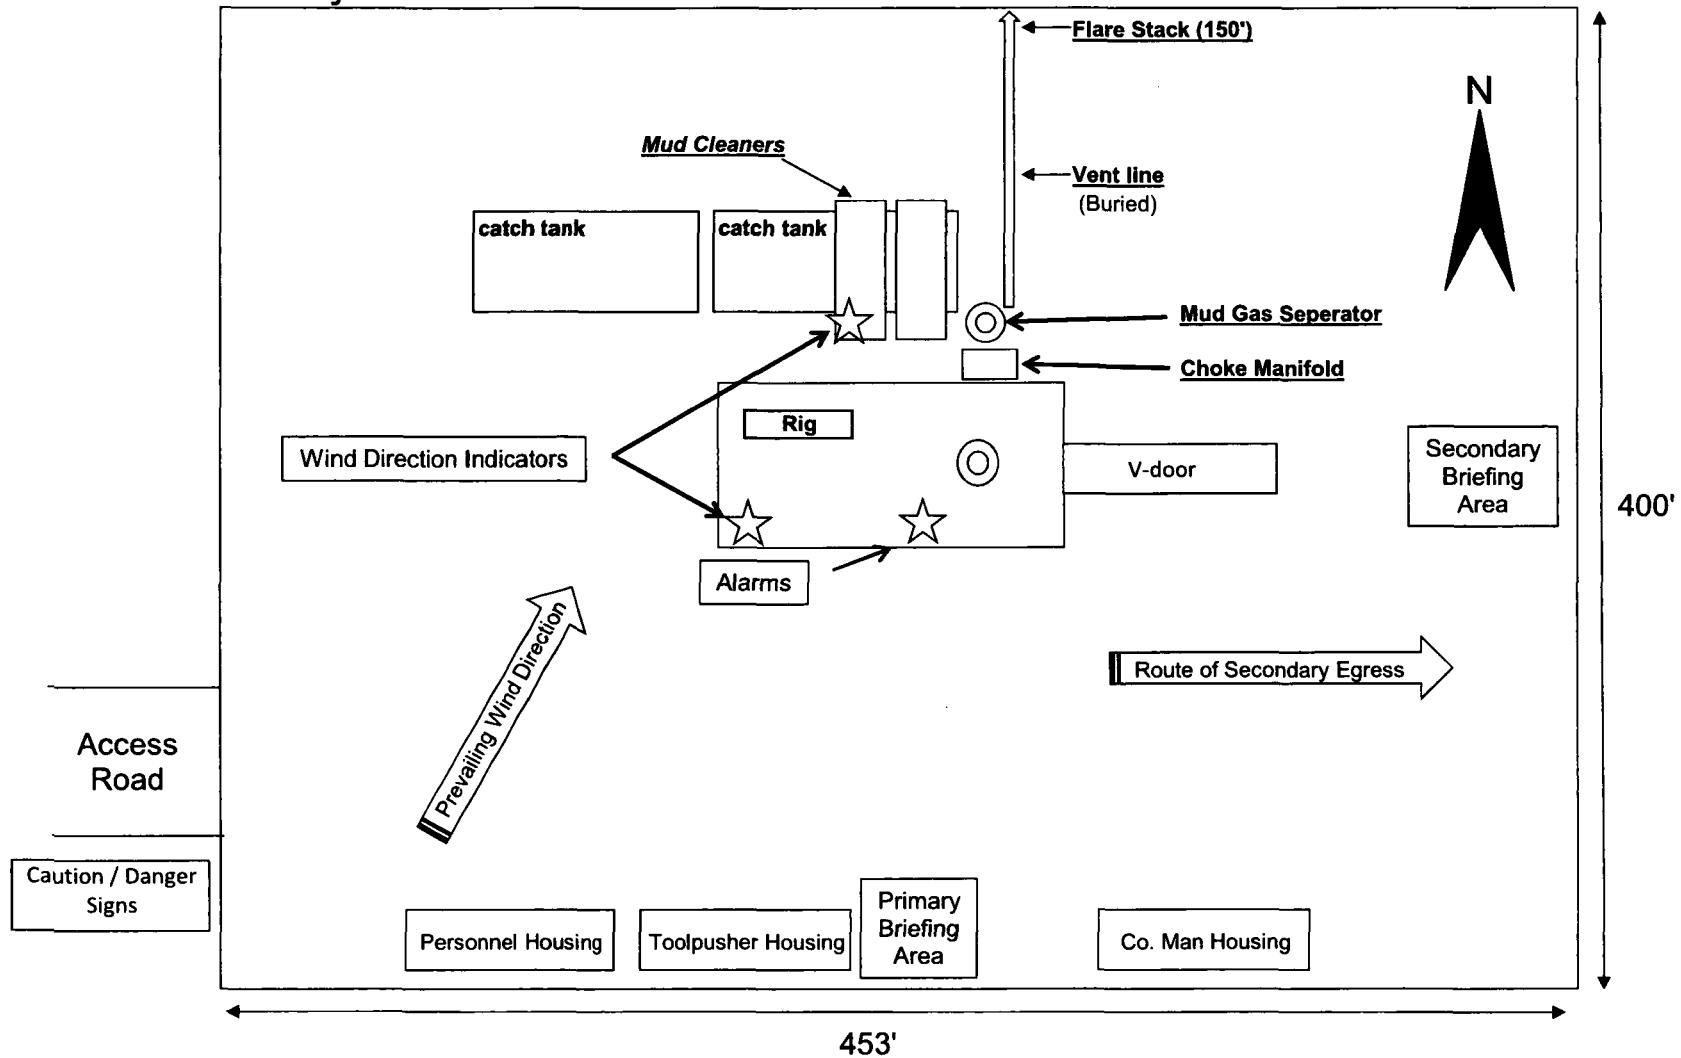 Flare Stack (150')
N
Mud Cleaners
Vent line
(Buried)
catch tank
catch tank
Mud Gas Seperator
Choke Manifold
Rig
Wind Direction Indicators
V-door
Secondary
Briefing
Area
400'
Alarms
Prevailing Wind Direction
Route of Secondary Egress
Access
Road
Caution / Danger
Signs
Primary
Briefing
Area
Personnel Housing
Toolpusher Housing
Co. Man Housing
453'